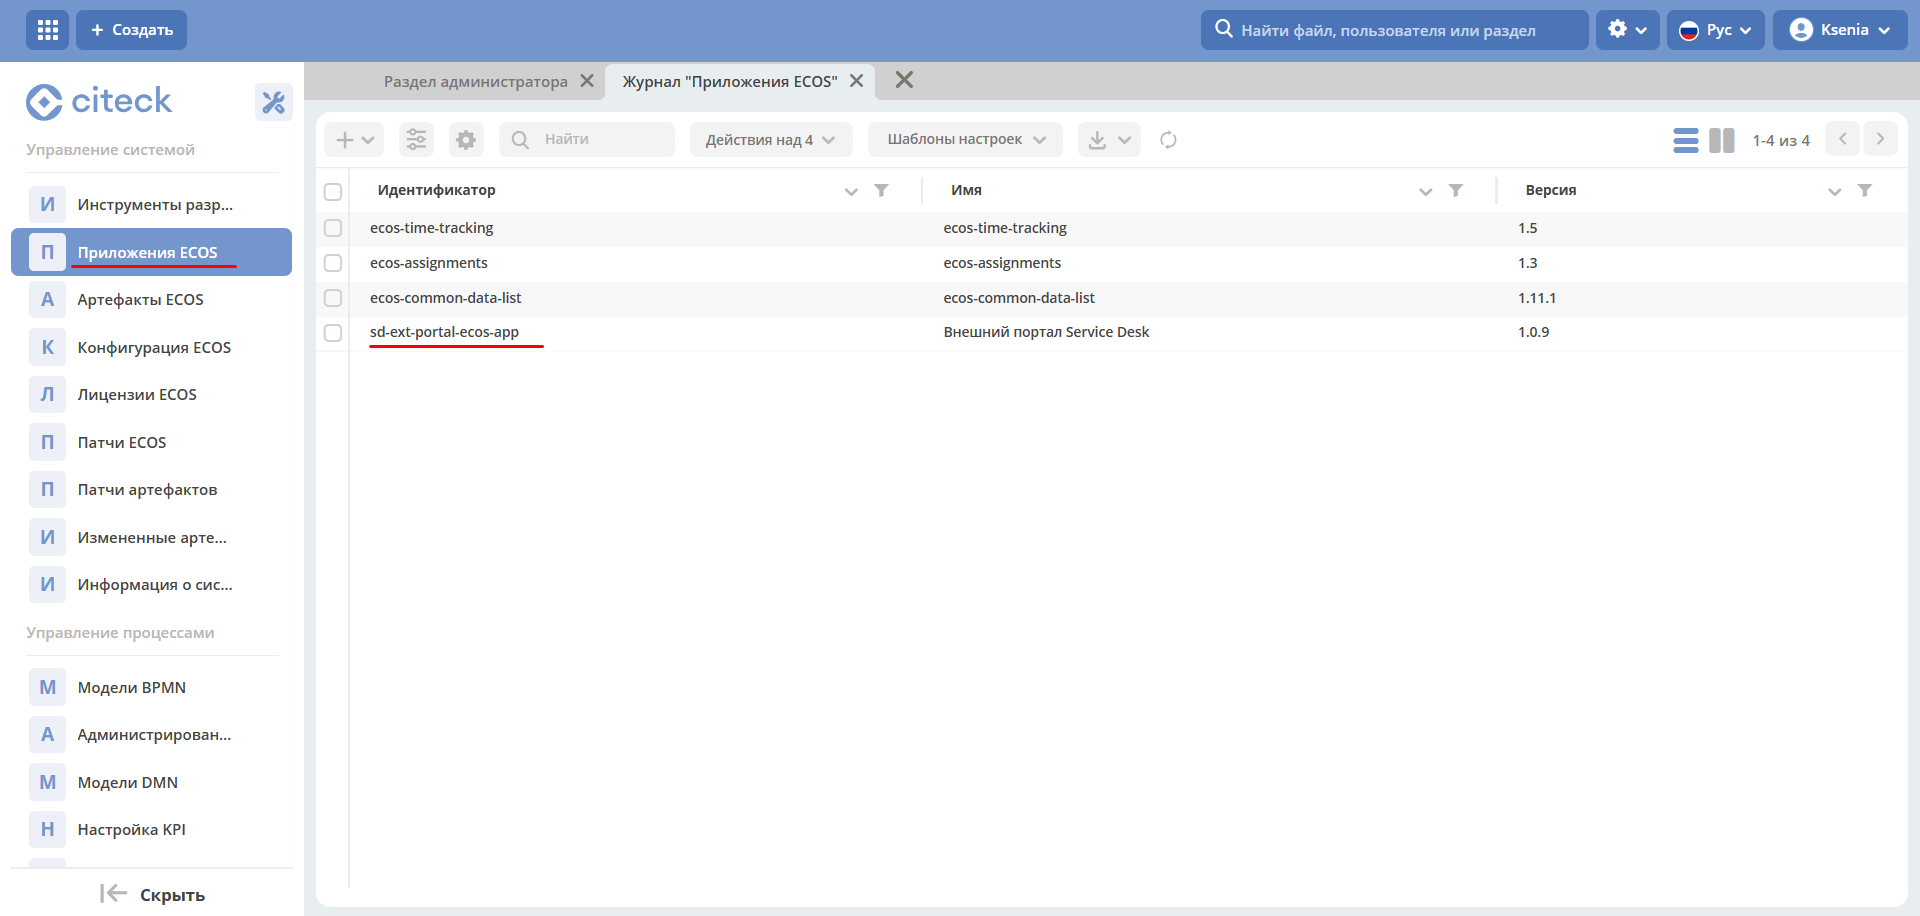 + Создать
Найти файл, пользователя или раздел
Рус
Ksenia
citeck
Раздел администратора
Журнал "Приложения ECOS"
Управление системой
И Инструменты разр...
П Приложения ECOS
А Артефакты ECOS
К Конфигурация ECOS
Л Лицензии ECOS
П Патчи ECOS
П Патчи артефактов
И Измененные арте...
И Информация о сис...
Управление процессами
М Модели BPMN
А Администрирован...
М Модели DMN
Н Настройка KPI
Скрыть
Найти
Действия над 4
Шаблоны настроек
1-4 из 4
Идентификатор Имя Версия
ecos-time-tracking ecos-time-tracking 1.5
ecos-assignments ecos-assignments 1.3
ecos-common-data-list ecos-common-data-list 1.11.1
sd-ext-portal-ecos-app Внешний портал Service Desk 1.0.9